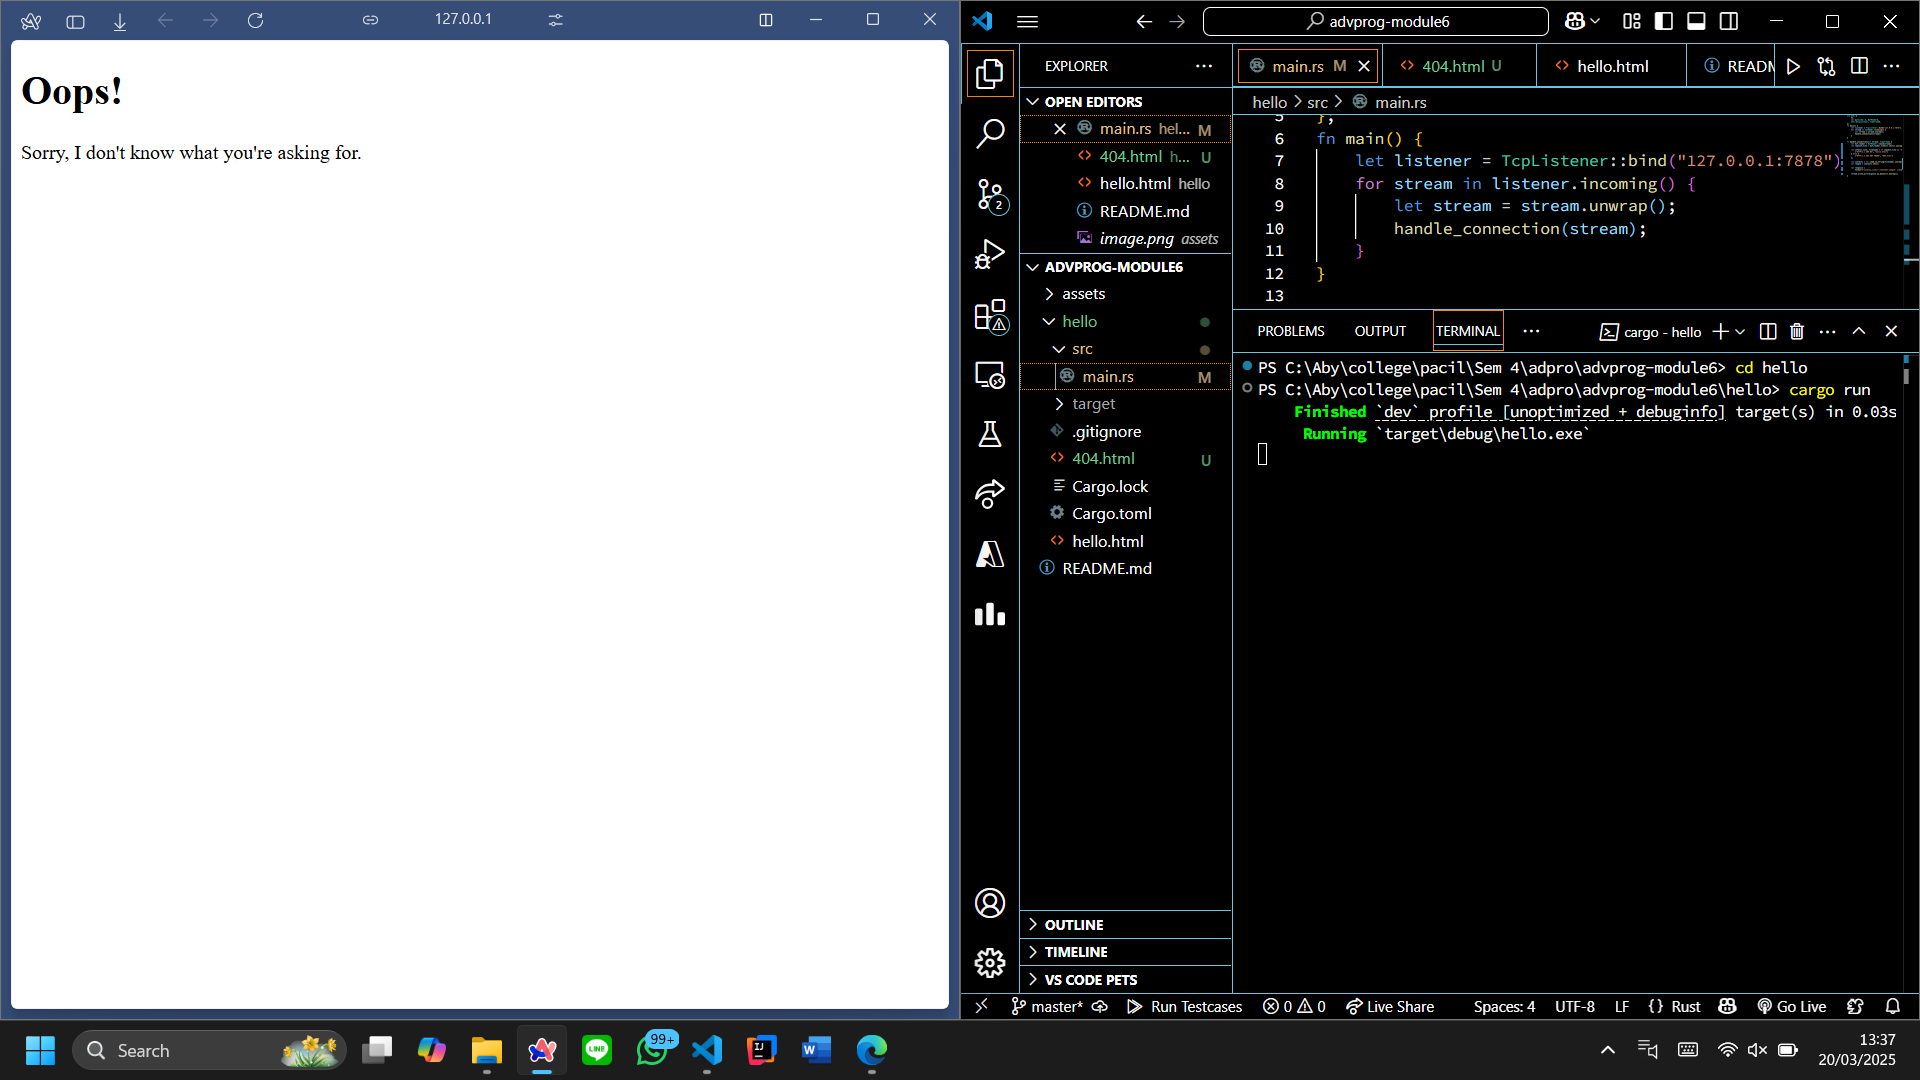 127.0.0.1
Oops!
Sorry, I don't know what you're asking for.
advprog-module6
EXPLORER
OPEN EDITORS
main.rs hel... M
404.html h... U
hello.html hello
README.md
image.png assets
ADVPROG-MODULE6
assets
hello
src
main.rs M
target
.gitignore
404.html U
Cargo.lock
Cargo.toml
hello.html
README.md
OUTLINE
TIMELINE
VS CODE PETS
2
main.rs M
404.html U
hello.html
READM
hello > src > main.rs
5 };
6 fn main() {
7 let listener = TcpListener::bind("127.0.0.1:7878")
8 for stream in listener.incoming() {
9 let stream = stream.unwrap();
10 handle_connection(stream);
11 }
12 }
13
PROBLEMS OUTPUT TERMINAL ... cargo - hello
PS C:\Aby\college\pacil\Sem 4\adpro\advprog-module6> cd hello
PS C:\Aby\college\pacil\Sem 4\adpro\advprog-module6\hello> cargo run
Finished `dev` profile [unoptimized + debuginfo] target(s) in 0.03s
Running `target\debug\hello.exe`
master* Run Testcases 0 0 Live Share Spaces: 4 UTF-8 LF {} Rust Go Live
Search
LINE
99+
IJ
W
13:37
20/03/2025